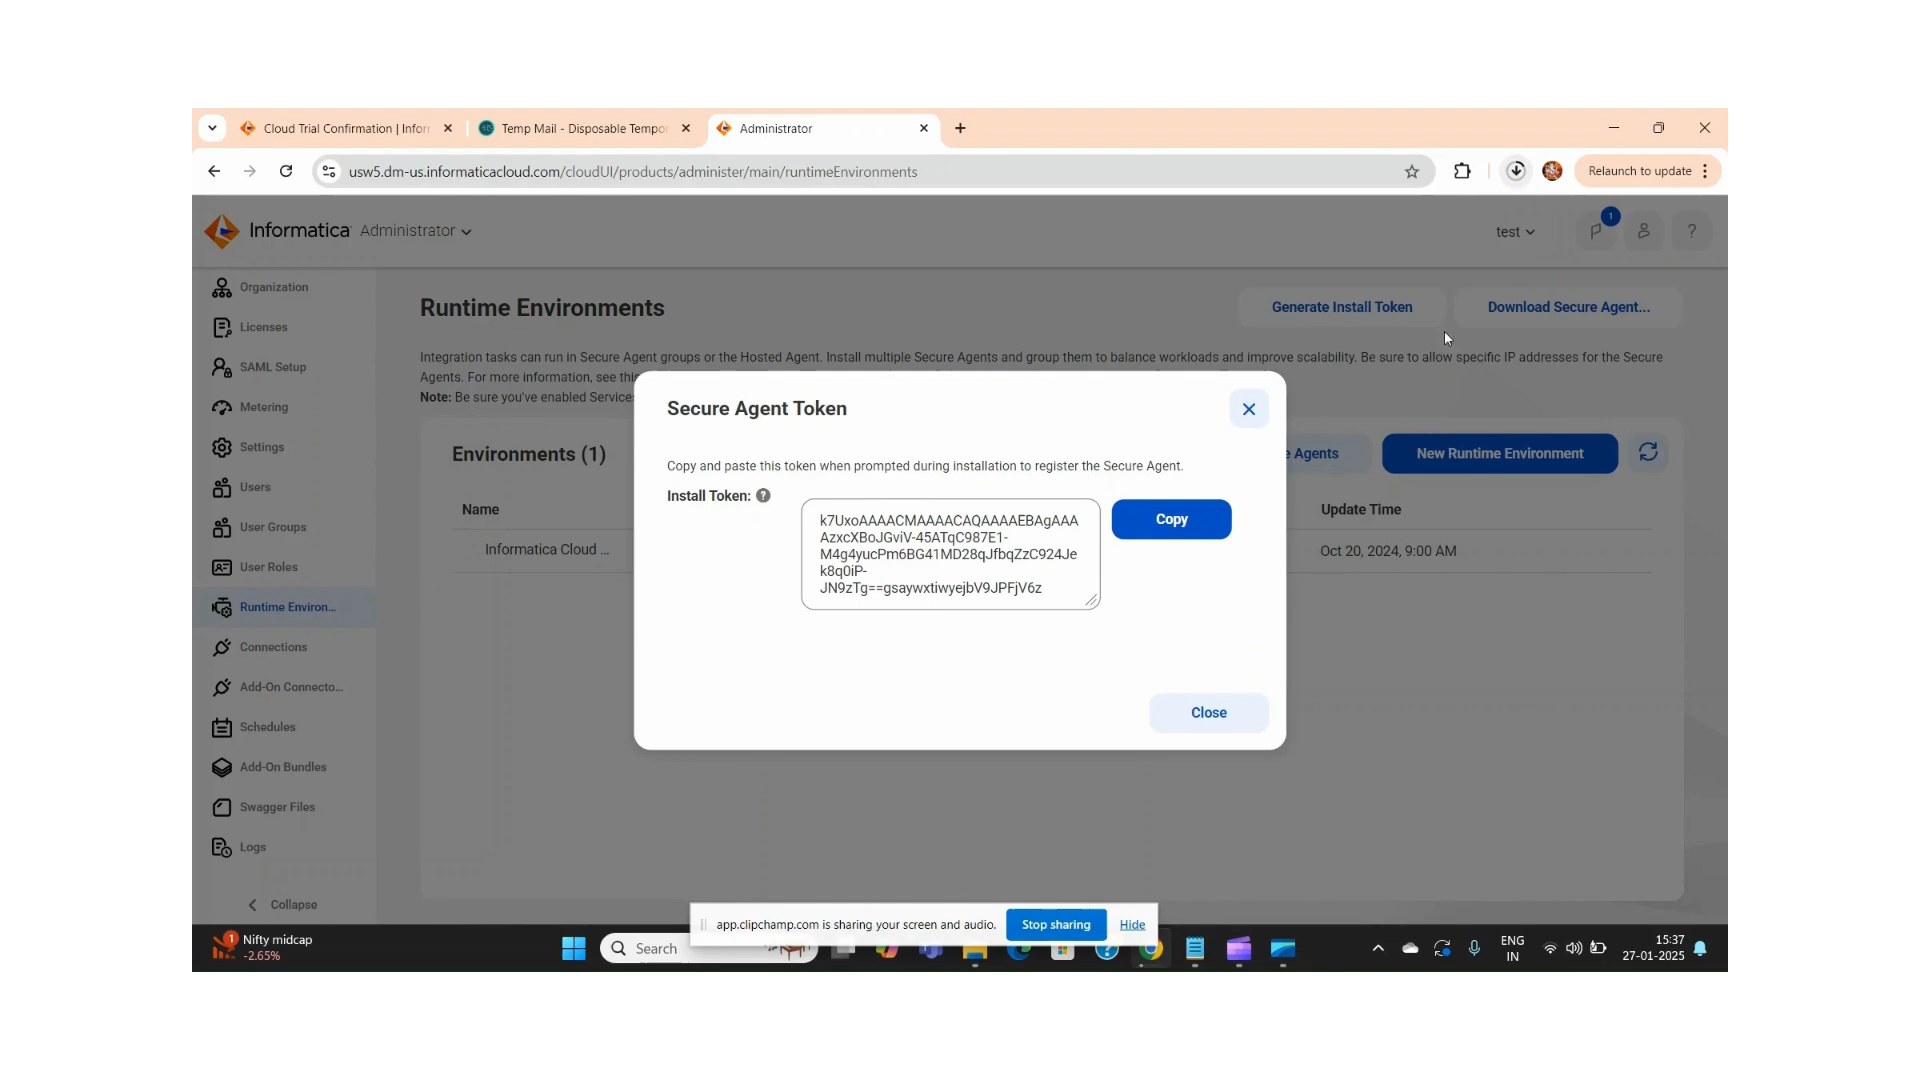 Cloud Trial Confirmation | Infor
Temp Mail - Disposable Tempo
Administrator
usw5.dm-us.informaticacloud.com/cloudUI/products/administer/main/runtimeEnvironments
Relaunch to update
Informatica Administrator
test
1
?
Organization
Licenses
SAML Setup
Metering
Settings
Users
User Groups
User Roles
Runtime Environ...
Connections
Add-On Connecto...
Schedules
Add-On Bundles
Swagger Files
Logs
Collapse
Runtime Environments
Generate Install Token
Download Secure Agent...
Integration tasks can run in Secure Agent groups or the Hosted Agent. Install multiple Secure Agents and group them to balance workloads and improve scalability. Be sure to allow specific IP addresses for the Secure
Agents. For more information, see this
Note: Be sure you've enabled Services
Environments (1)
Agents
New Runtime Environment
Name
Update Time
Informatica Cloud ...
Oct 20, 2024, 9:00 AM
Secure Agent Token
Copy and paste this token when prompted during installation to register the Secure Agent.
Install Token: ?
k7UxoAAAACMAAAACAQAAAAEBAgAAA
AzxcXBoJGviV-45ATqC987E1-
M4g4yucPm6BG41MD28qJfbqZzC924Je
k8q0iP-
JN9zTg==gsaywxtiwyejbV9JPFjV6z
Copy
Close
app.clipchamp.com is sharing your screen and audio.
Stop sharing
Hide
1
Nifty midcap
-2.65%
Search
ENG
IN
15:37
27-01-2025